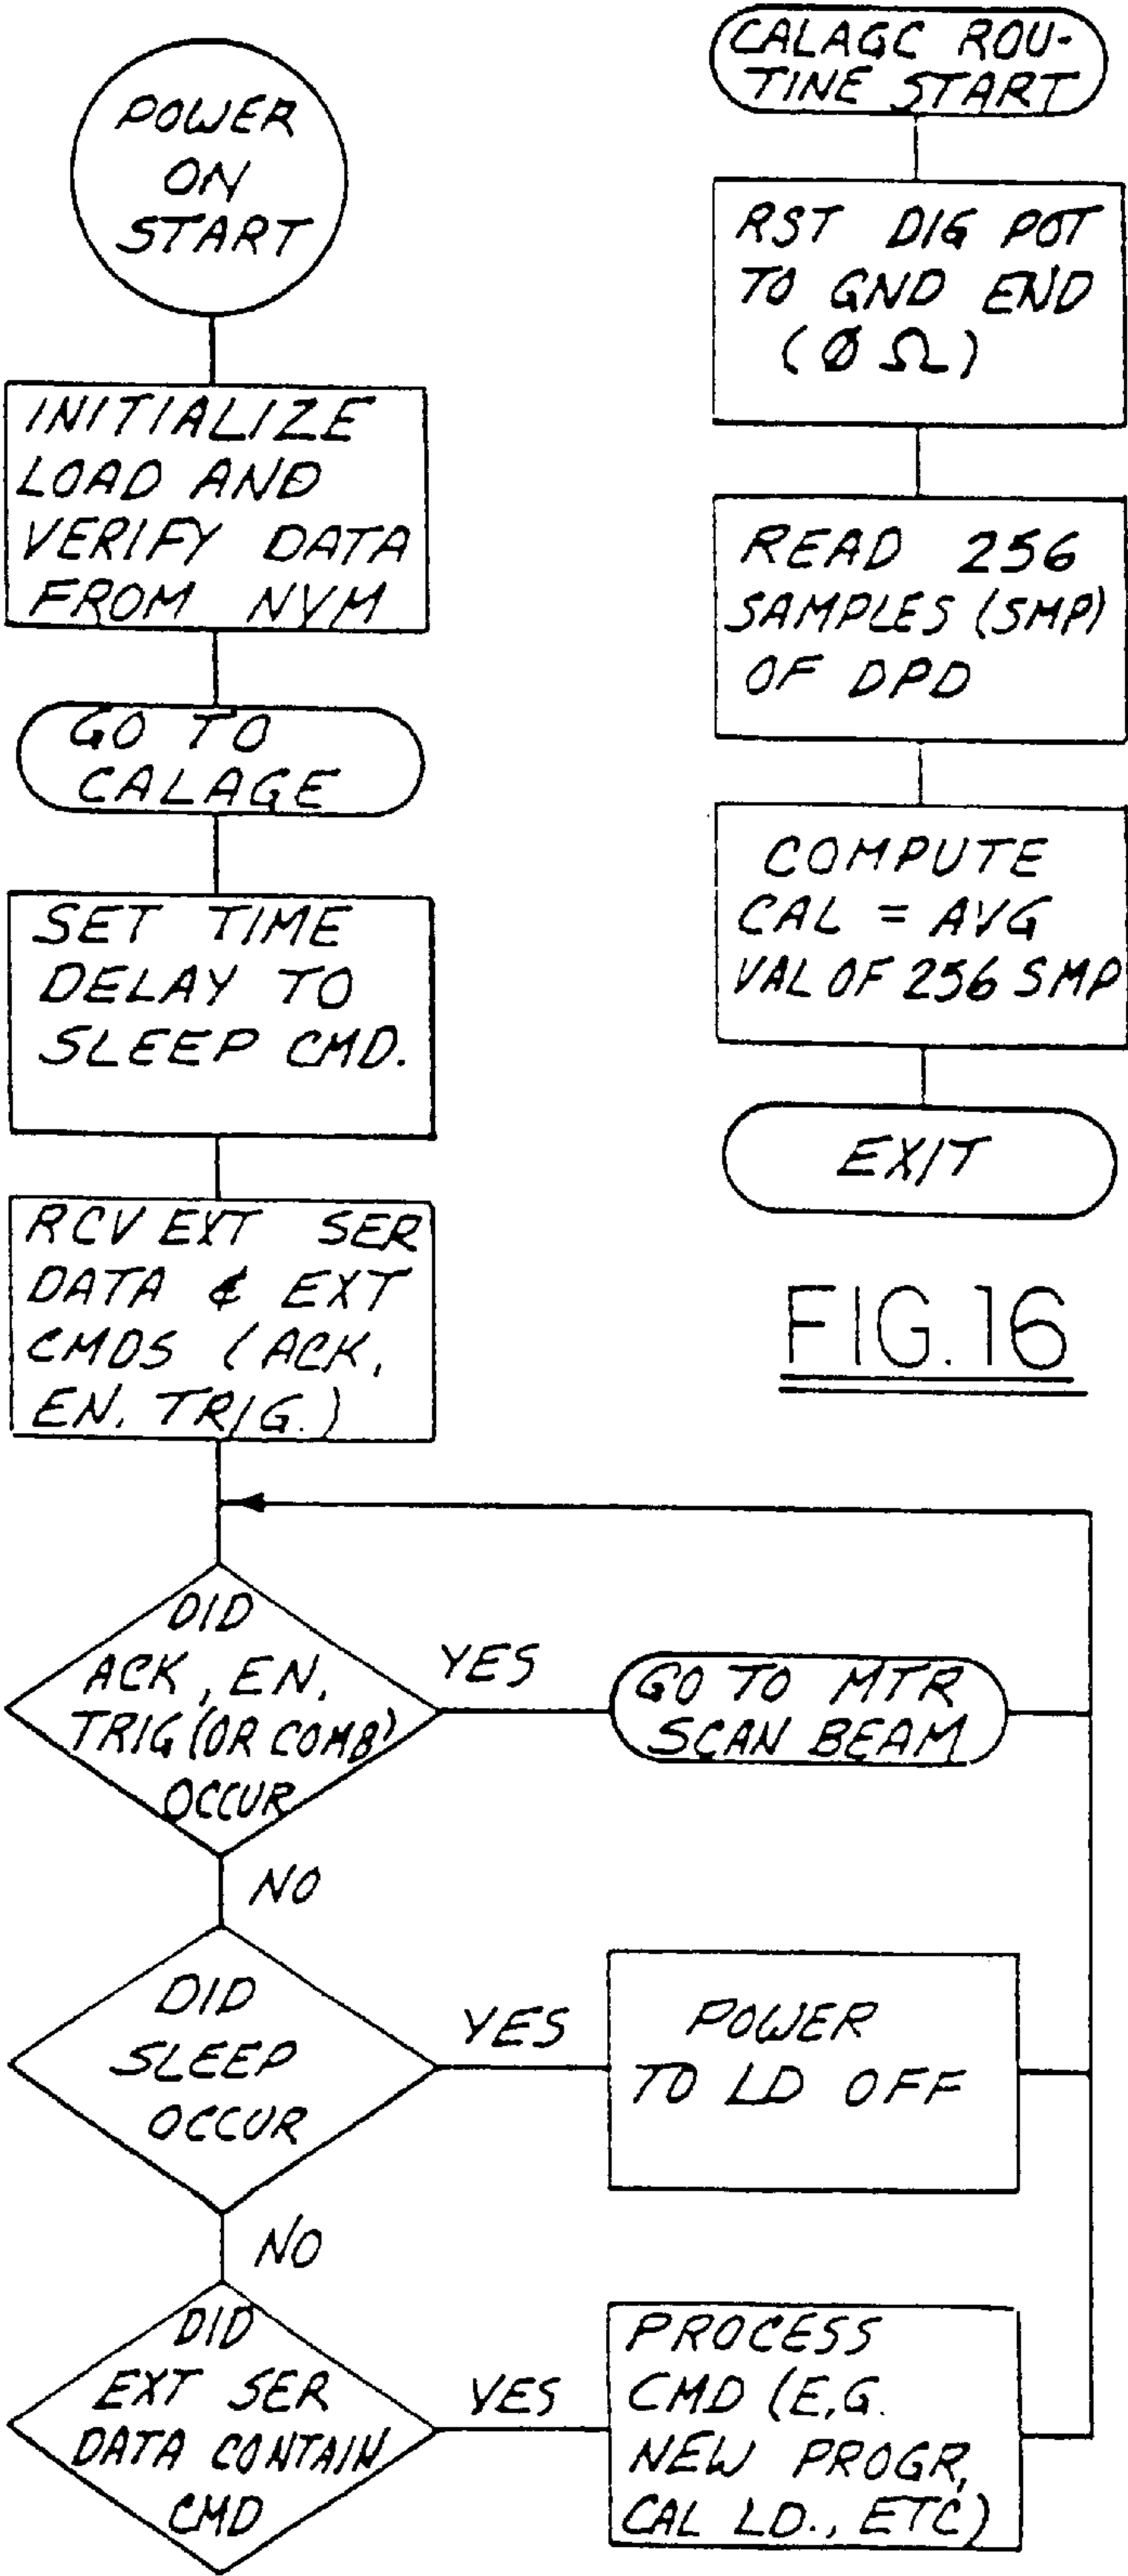 POWER
ON
START
INITIALIZE
LOAD AND
VERIFY DATA
FROM NVM
GO TO
CALAGE
SET TIME
DELAY TO
SLEEP CMD.
RCV EXT SER
DATA & EXT
CMDS (ACK,
EN, TRIG.)
DID
ACK, EN,
TRIG (OR COMB)
OCCUR
YES
GO TO MTR
SCAN BEAM
NO
DID
SLEEP
OCCUR
YES
POWER
TO LD OFF
NO
DID
EXT SER
DATA CONTAIN
CMD
YES
PROCESS
CMD (E,G.
NEW PROGR,
CAL LD., ETC)
CALAGC ROU-
TINE START
RST DIG POT
TO GND END
(Ø Ω)
READ 256
SAMPLES (SMP)
OF DPD
COMPUTE
CAL = AVG
VAL OF 256 SMP
EXIT
FIG. 16